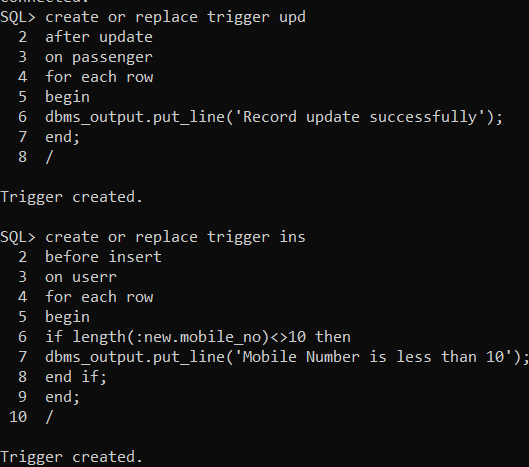 connected.
SQL> create or replace trigger upd
  2  after update
  3  on passenger
  4  for each row
  5  begin
  6  dbms_output.put_line('Record update successfully');
  7  end;
  8  /
Trigger created.
SQL> create or replace trigger ins
  2  before insert
  3  on userr
  4  for each row
  5  begin
  6  if length(:new.mobile_no)<>10 then
  7  dbms_output.put_line('Mobile Number is less than 10');
  8  end if;
  9  end;
 10  /
Trigger created.